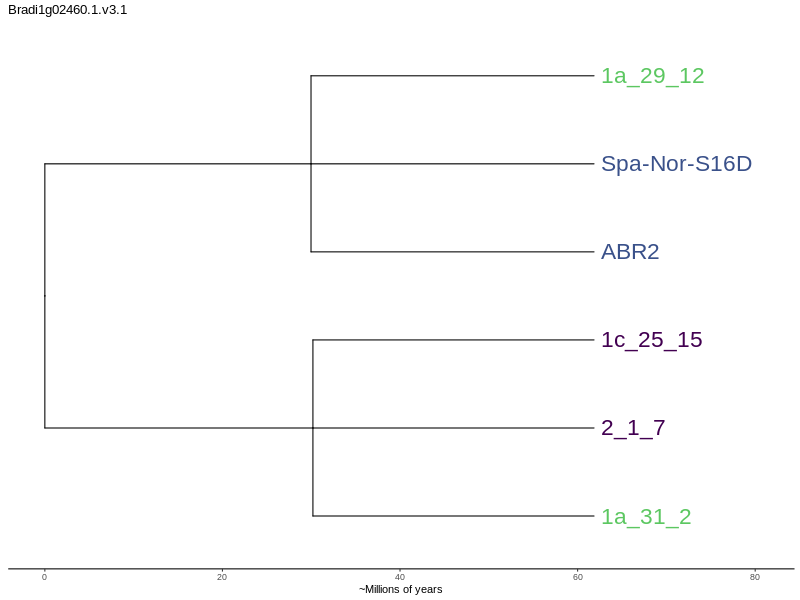 Bradi1g02460.1.v3.1
1a_29_12
Spa-Nor-S16D
ABR2
1c_25_15
2_1_7
1a_31_2
0 20 40 60 80
~Millions of years